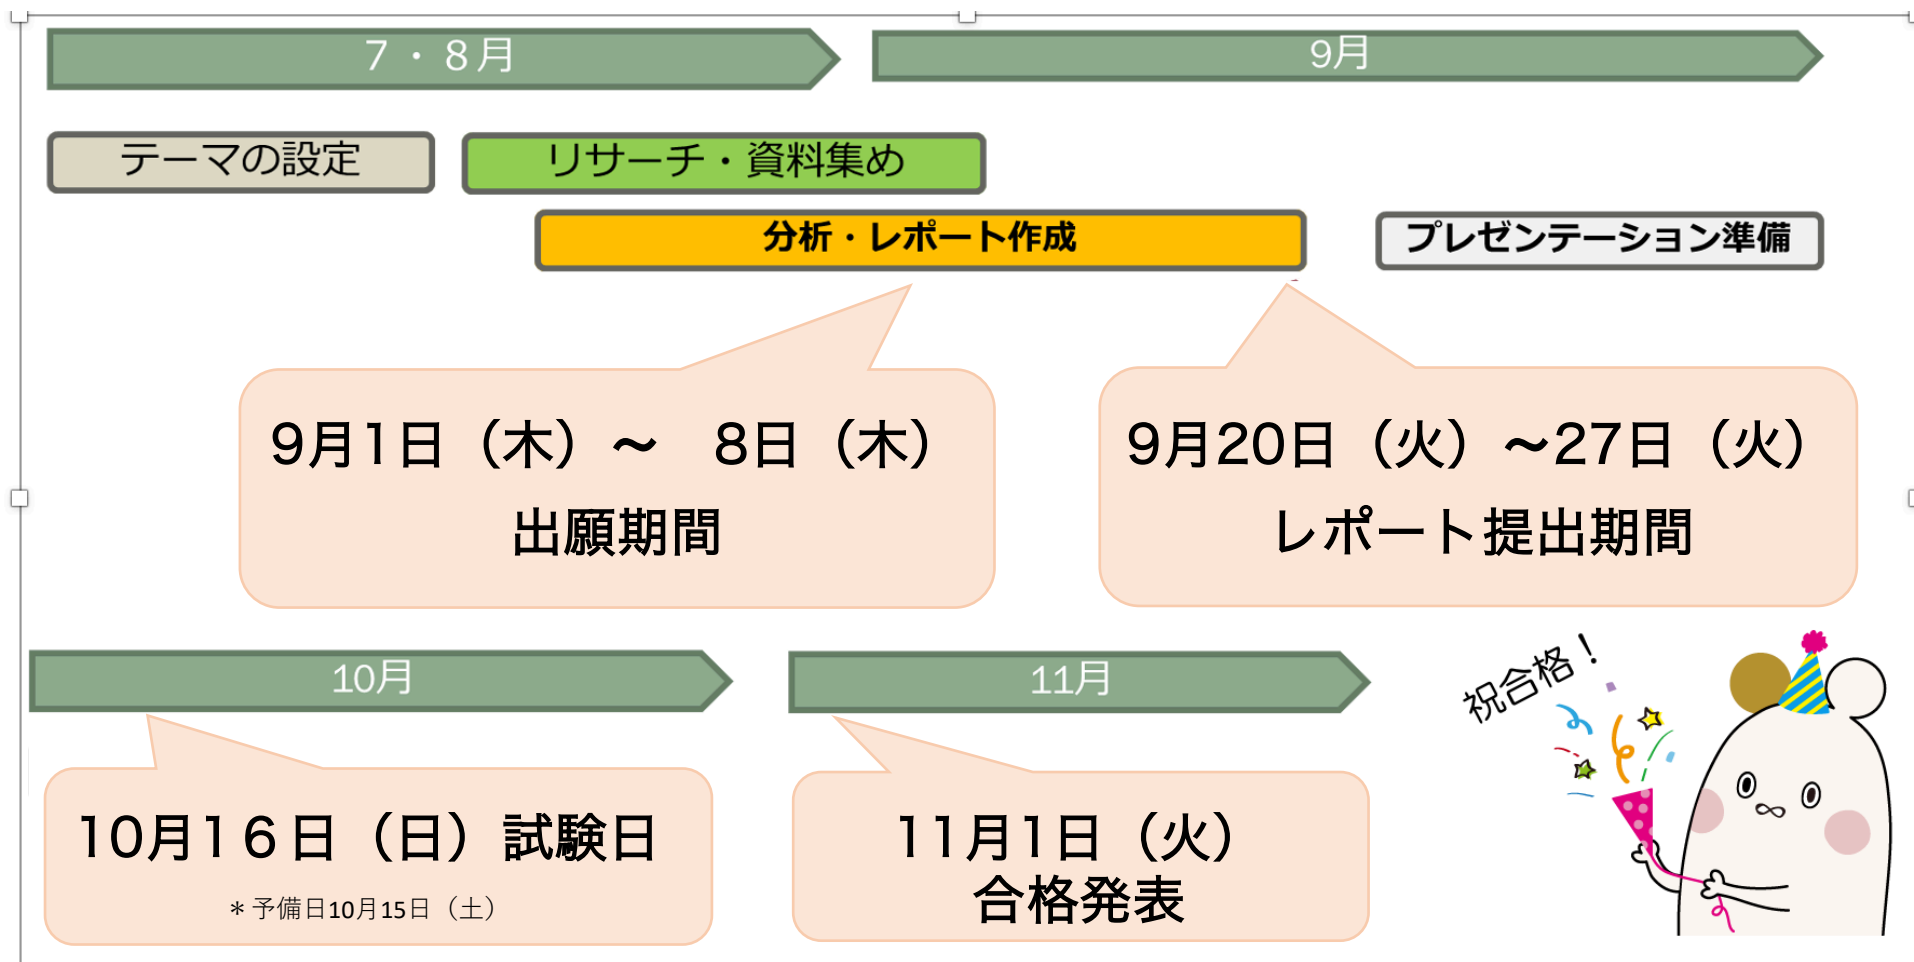 ７・８月
9月
テーマの設定
リサーチ・資料集め
分析・レポート作成
プレゼンテーション準備
9月1日（木）～　8日（木）
出願期間
9月20日（火）～27日（火）
レポート提出期間
10月
11月
祝合格！
10月1６日（日）試験日
＊予備日10月15日（土）
11月1日（火）
合格発表